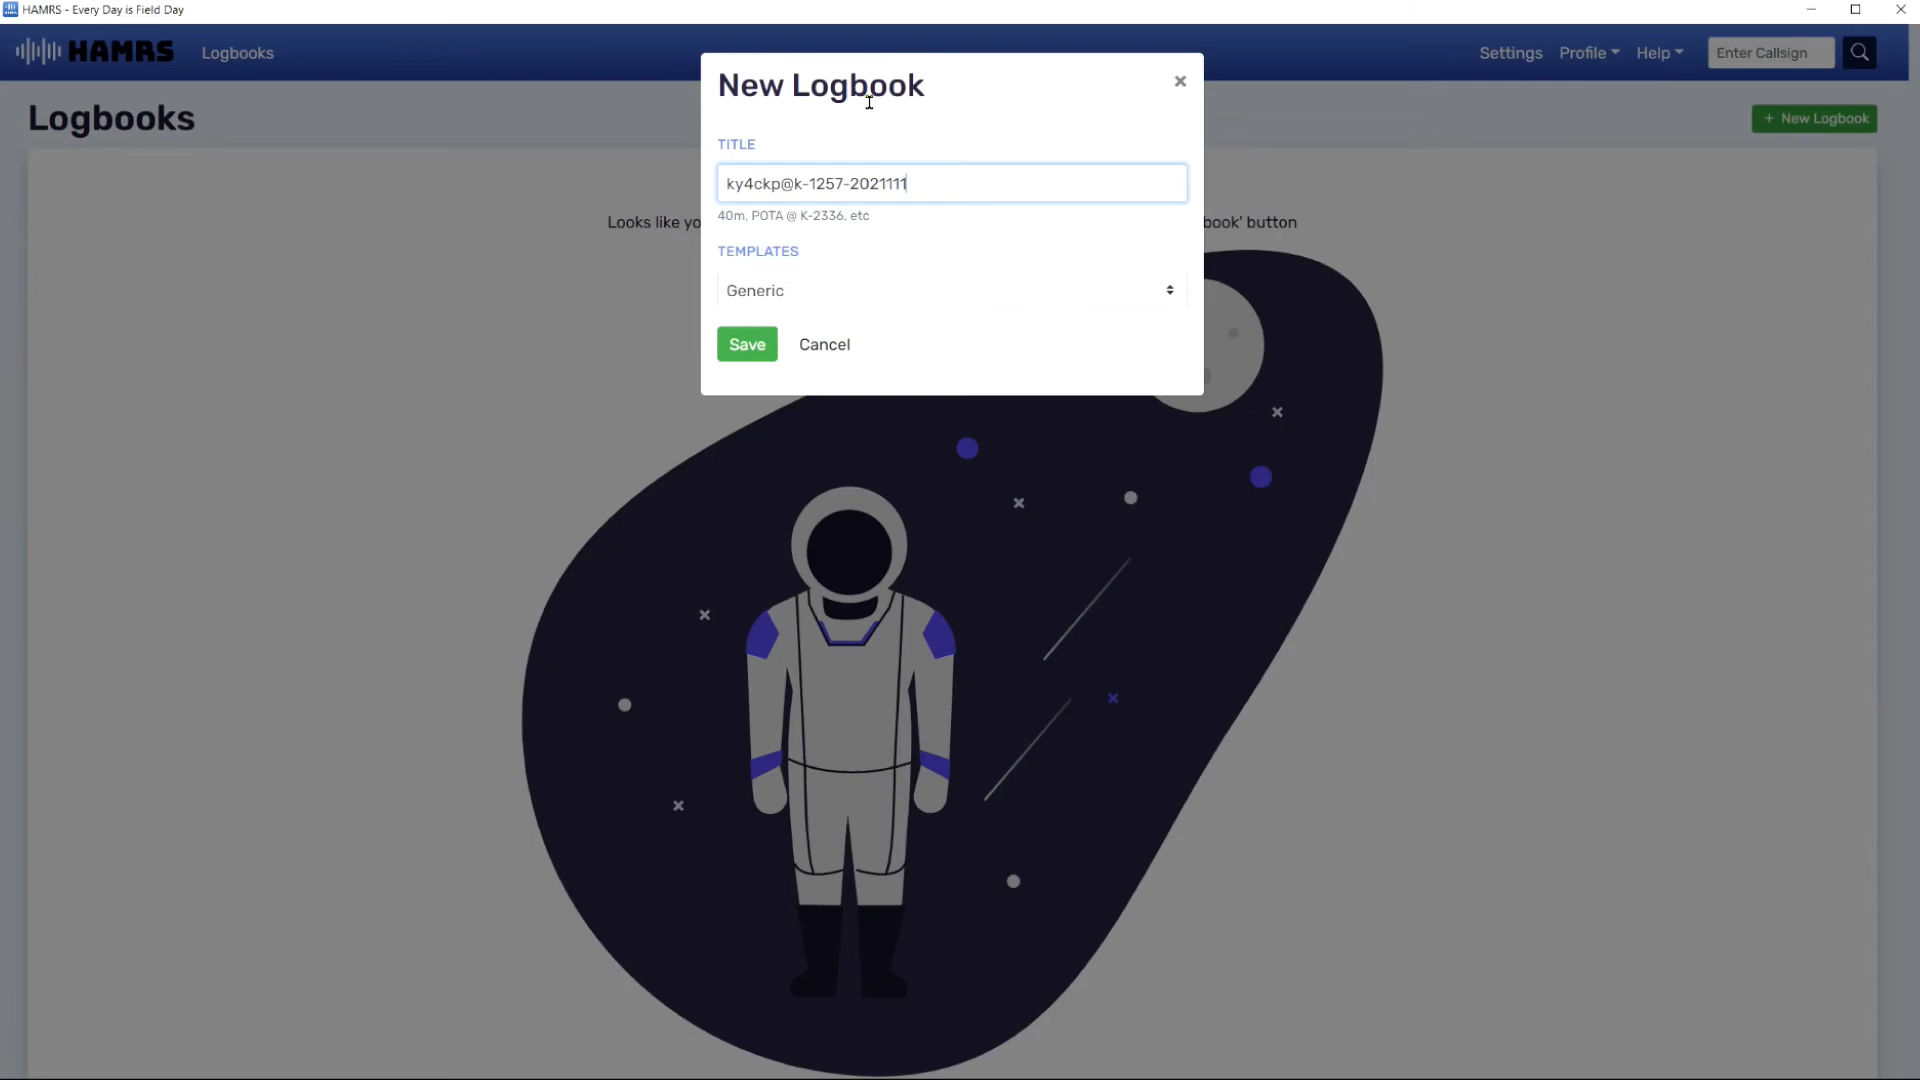 HAMRS - Every Day is Field Day
HAMRS
Logbooks
Settings
Profile
Help
Enter Callsign
Logbooks
+ New Logbook
Looks like yo
book' button
New Logbook
×
TITLE
ky4ckp@k-1257-2021111
40m, POTA @ K-2336, etc
TEMPLATES
Generic
Save
Cancel